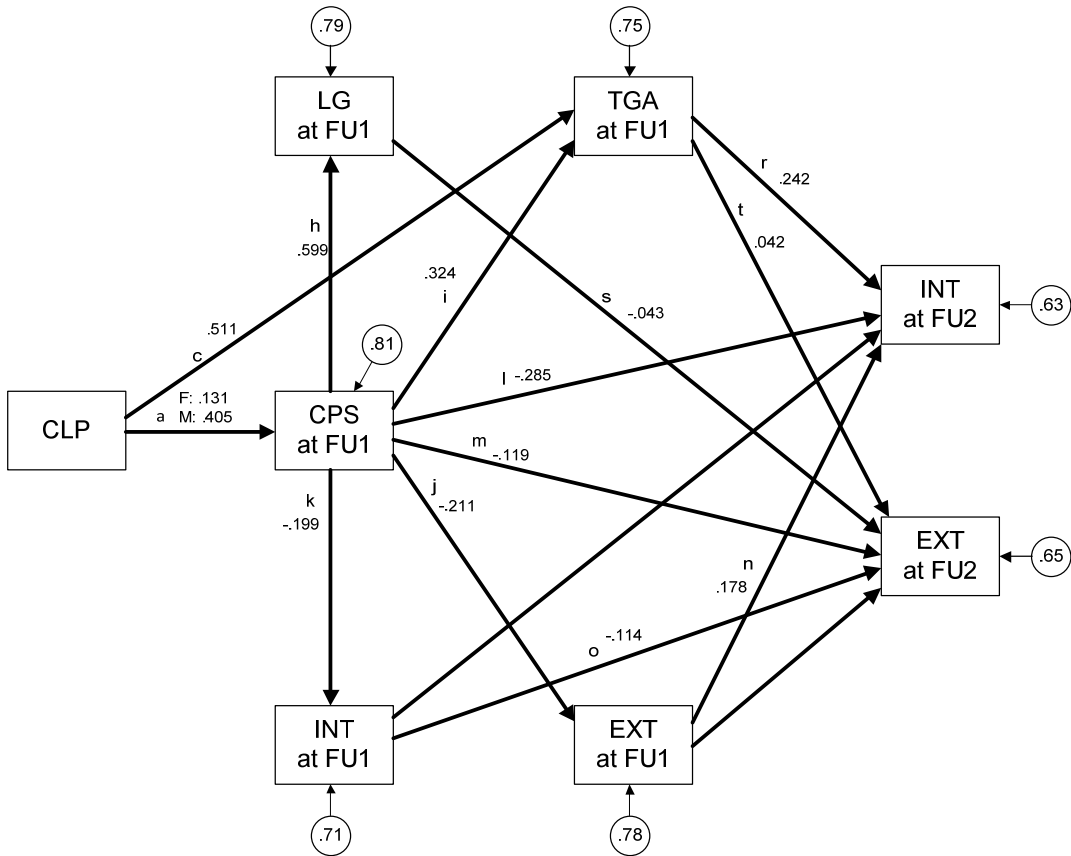 .79
.75
LG
at FU1
TGA
at FU1
r
.242
t
.042
h
.599
.324
i
s
-.043
INT
at FU2
.63
.511
c
.81
l -.285
CLP
F: .131
a M: .405
CPS
at FU1
m
-.119
k
-.199
j
-.211
EXT
at FU2
.65
n
.178
-.114
o
INT
at FU1
EXT
at FU1
.71
.78